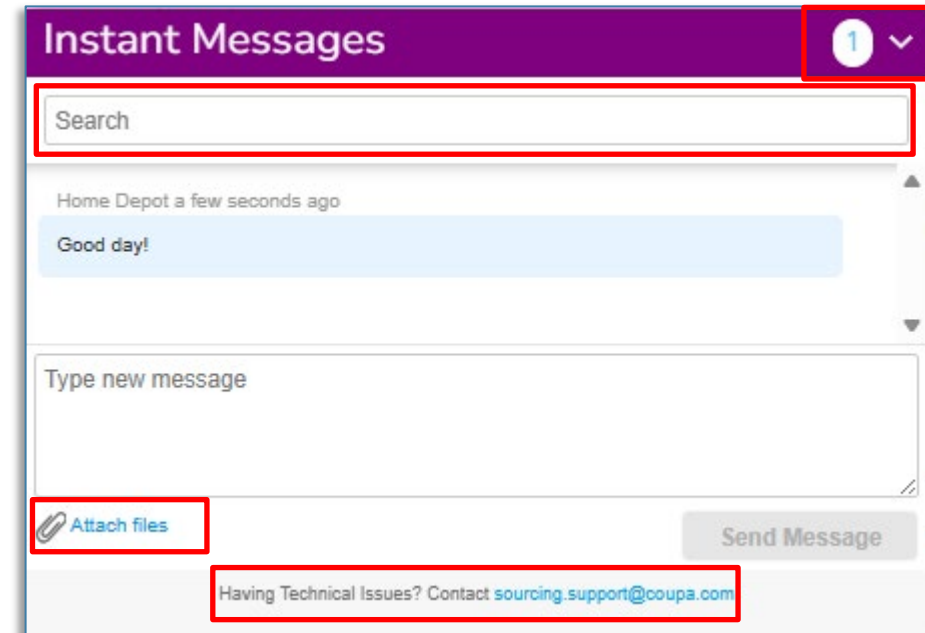 Instant Messages 1
Search
Home Depot a few seconds ago
Good day!
Type new message
Attach files
Send Message
Having Technical Issues? Contact sourcing.support@coupa.com